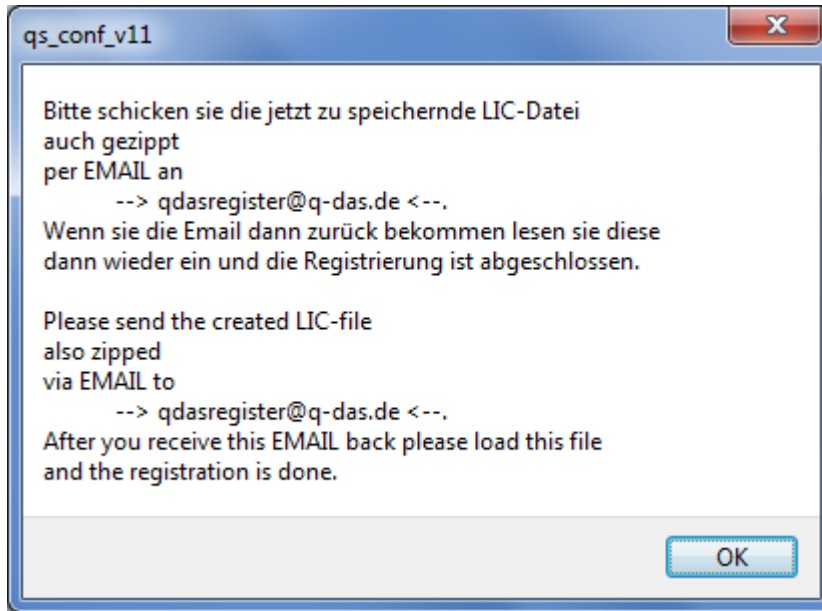 qs_conf_v11
Bitte schicken sie die jetzt zu speichernde LIC-Datei
auch gezippt
per EMAIL an
--> qdasregister@q-das.de <--.
Wenn sie die Email dann zurück bekommen lesen sie diese
dann wieder ein und die Registrierung ist abgeschlossen.
Please send the created LIC-file
also zipped
via EMAIL to
--> qdasregister@q-das.de <--.
After you receive this EMAIL back please load this file
and the registration is done.
OK